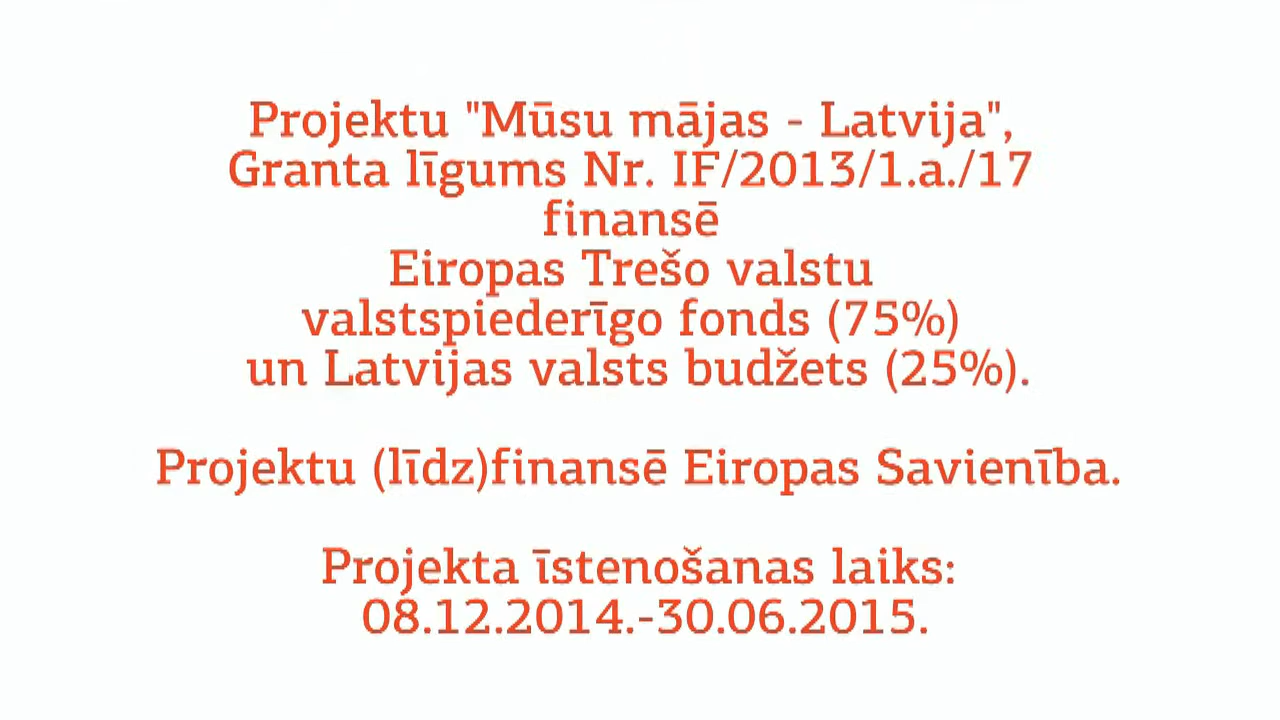 Projektu "Mūsu mājas - Latvija",
Granta līgums Nr. IF/2013/1.a./17
finansē
Eiropas Trešo valstu
valstspiederīgo fonds (75%)
un Latvijas valsts budžets (25%).
Projektu (līdz)finansē Eiropas Savienība.
Projekta īstenošanas laiks:
08.12.2014.-30.06.2015.